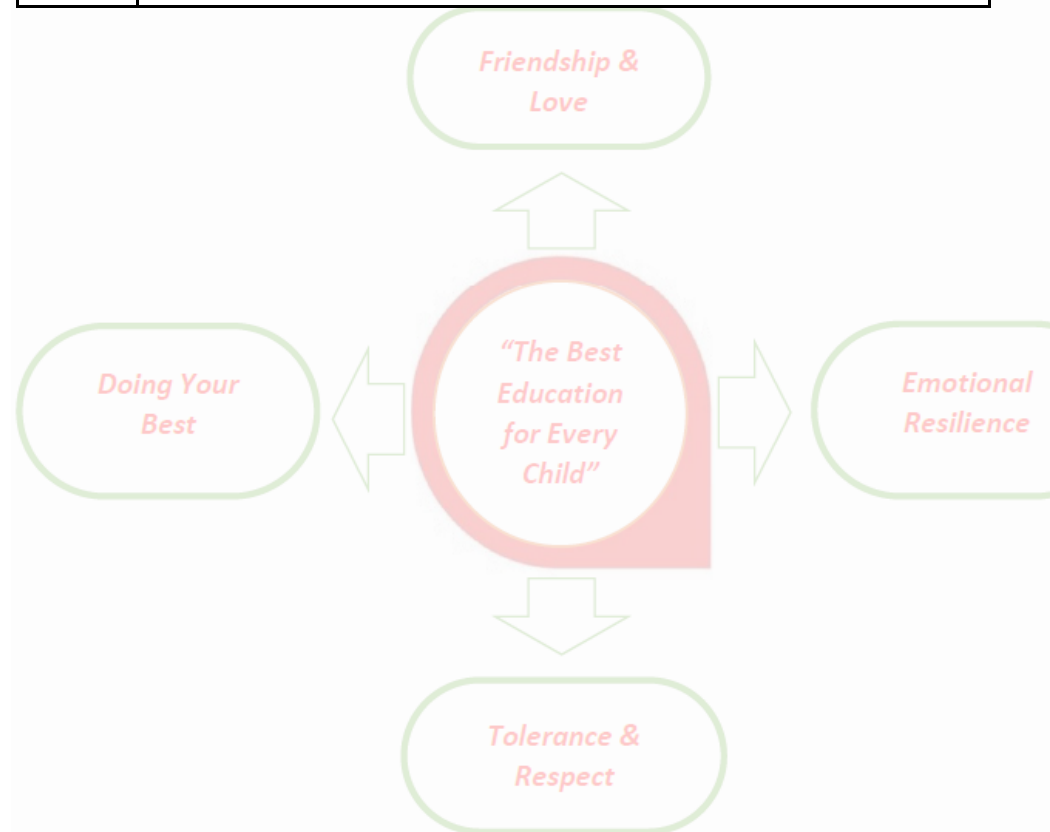 Friendship &
Love
Doing Your
Best
“The Best
Education
for Every
Child”
Emotional
Resilience
Tolerance &
Respect